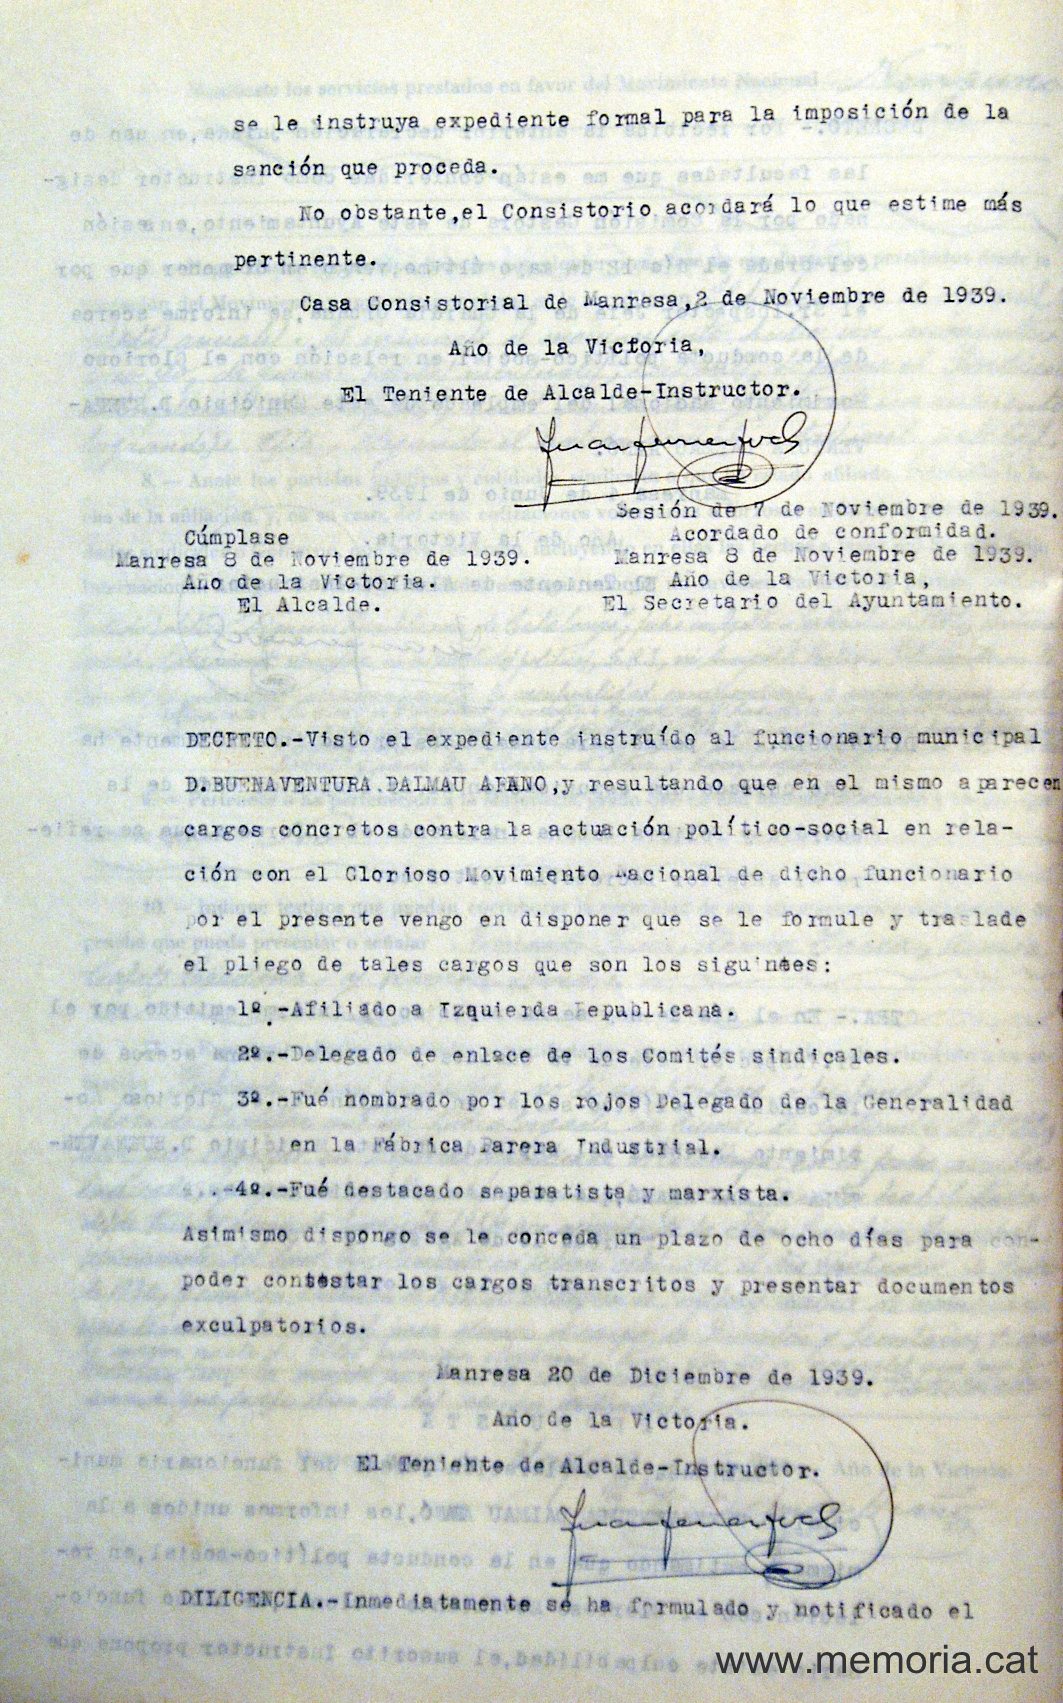 se le instruya expediente formal para la imposición de la
sanción que proceda.
No obstante,el Consistorio acordará lo que estime más
pertinente.
Casa Consistorial de Manresa,2 de Noviembre de 1939.
Año de la Victoria,
El Teniente de Alcalde-Instructor.
Sesión de 7 de Noviembre de 1939.
Acordado de conformidad.
Manresa 8 de Noviembre de 1939.
Año de la Victoria,
El Secretario del Ayuntamiento.
Cúmplase
Manresa 8 de Noviembre de 1939.
Año de la Victoria.
El Alcalde.
DECRETO.-Visto el expediente instruído al funcionario municipal
D.BUENAVENTURA DALMAU ,y resultando que en el mismo aparecen
cargos concretos contra la actuación político-social en rela-
ción con el Glorioso Movimiento Nacional de dicho funcionario
por el presente vengo en disponer que se le formule y traslade
el pliego de tales cargos que son los
1º.-Afiliado a Izquierda Republicana.
2º.-Delegado de enlace de los Comités sindicales.
3º.-Fué nombrado por los rojos Delegado de la Generalidad
en la Fábrica Parera Industrial.
4º.-Fué destacado separatista y marxista.
Asimismo dispongo se le conceda un plazo de ocho días para con-
poder contestar los cargos transcritos y presentar documentos
exculpatorios.
Manresa 20 de Diciembre de 1939.
Año de la Victoria.
El Teniente de Alcalde-Instructor.
DILIGENCIA.-Inmediatamente se ha formulado y notificado el
www.memoria.cat